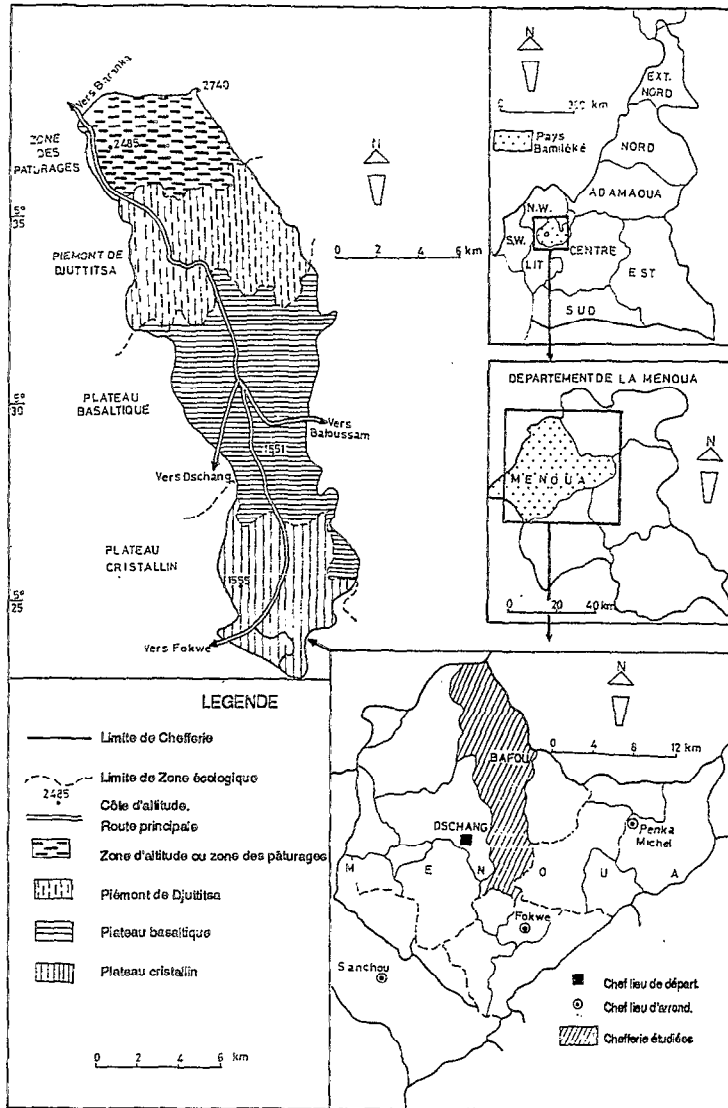 Vers Baranka
2740
ZONE
DES
PATURAGES
2485
5°
35
N
0 2 4 6 km
PIEMONT DE
DJUTTITSA
PLATEAU
BASALTIQUE
5°
30
Vers
Baloussam
1551
Vers Dschang
PLATEAU
CRISTALLIN
1555
5°
25
Vers Fokwe
N
EXT.
NORD
km
Pays
Bamiléké
NORD
ADAMAOUA
N.W.
S.W.
CENTRE
LIT
EST
SUD
DEPARTEMENT DE LA MENOUA
N
MENOUA
0 20 40 km
LEGENDE
Limite de Chefferie
Limite de Zone écologique
2485
Côte d'altitude.
Route principale
Zone d'altitude ou zone des pâturages
Piémont de Djuttitsa
Plateau basaltique
Plateau cristallin
0 2 4 6 km
N
0 4 8 12 km
BAFOU
DSCHANG
Penka
Michel
M E N O U A
Fokwe
Sanchou
Chef lieu de départ.
Chef lieu d'arrond.
Chefferie étudiées